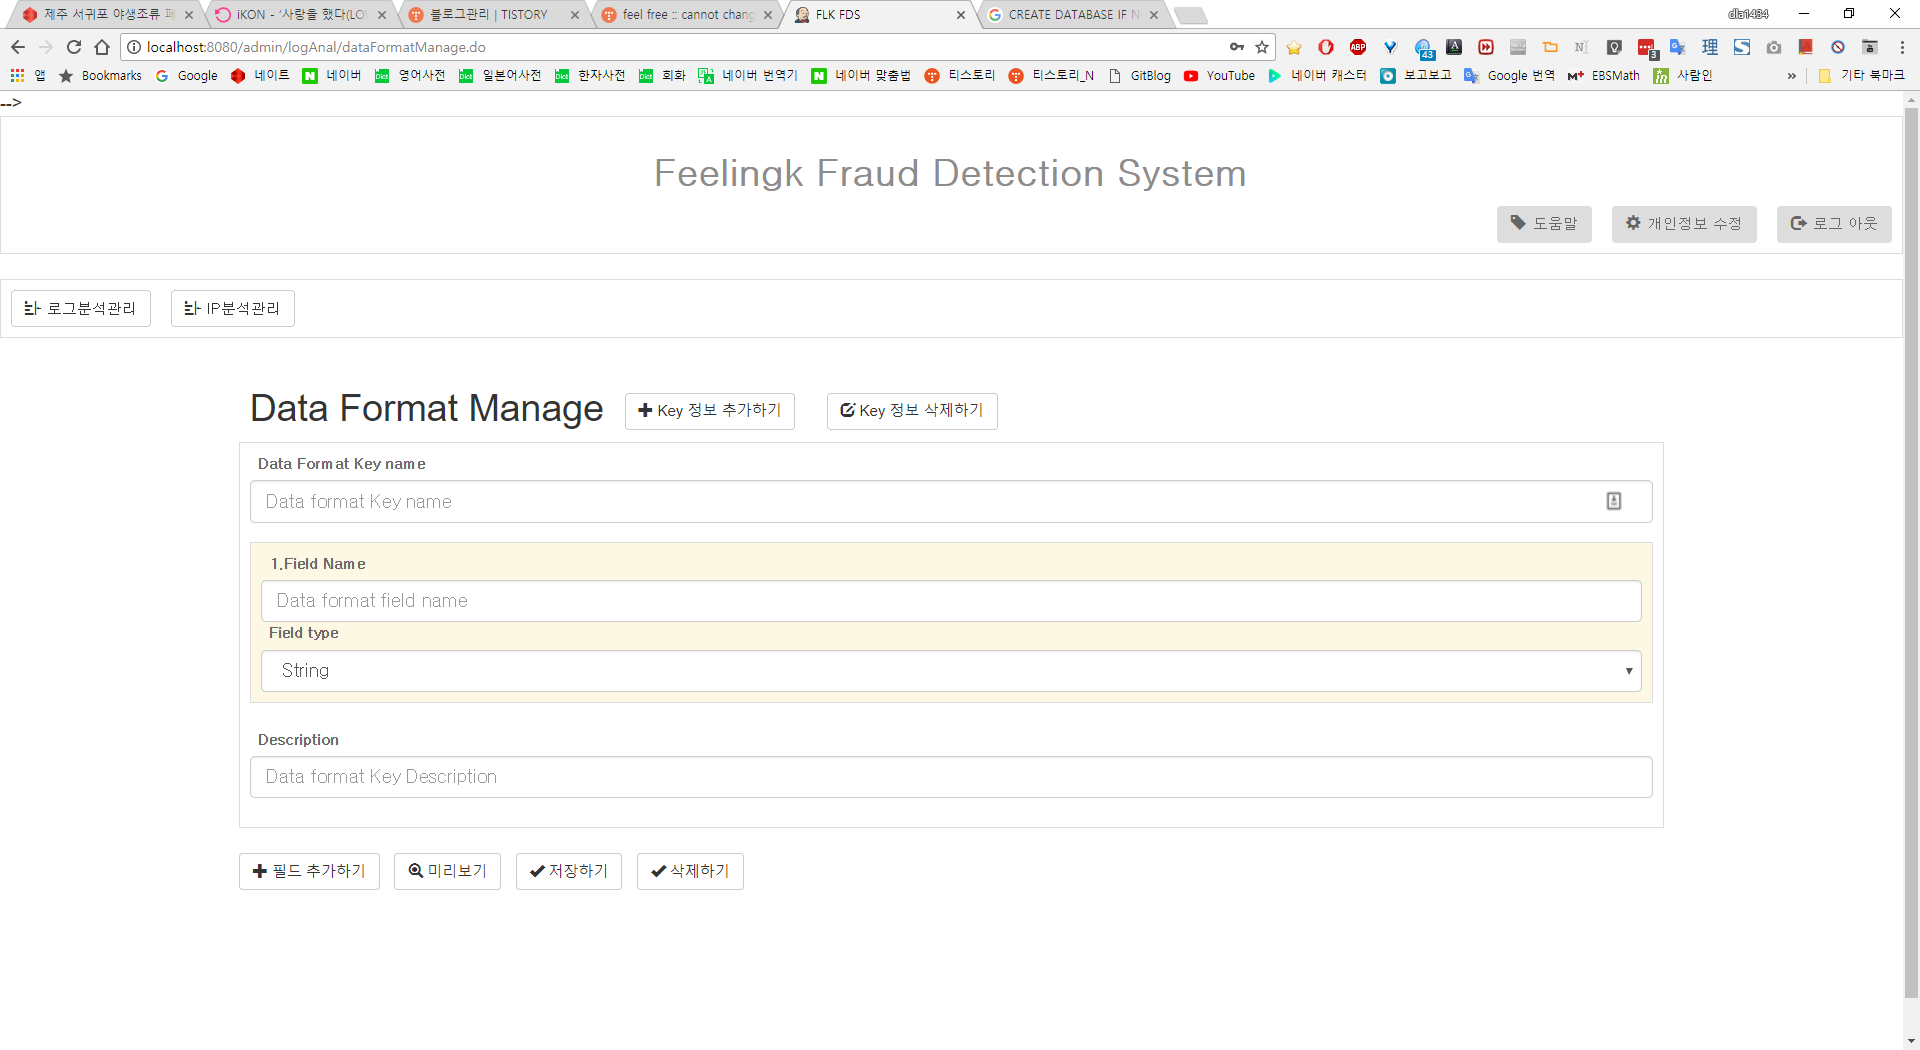 제주 서귀포 야생조류 폐
iKON - '사랑을 했다(LOV
블로그관리 | TISTORY
feel free :: cannot chang
FLK FDS
CREATE DATABASE IF N
dla1434
localhost:8080/admin/logAnal/dataFormatManage.do
앱
Bookmarks
Google
네이트
네이버
영어사전
일본어사전
한자사전
회화
네이버 번역기
네이버 맞춤법
티스토리
티스토리_N
GitBlog
YouTube
네이버 캐스터
보고보고
Google 번역
EBSMath
사람인
»
기타 북마크
-->
Feelingk Fraud Detection System
도움말
개인정보 수정
로그 아웃
로그분석관리
IP분석관리
Data Format Manage
Key 정보 추가하기
Key 정보 삭제하기
Data Format Key name
Data format Key name
1.Field Name
Data format field name
Field type
String
Description
Data format Key Description
필드 추가하기
미리보기
저장하기
삭제하기